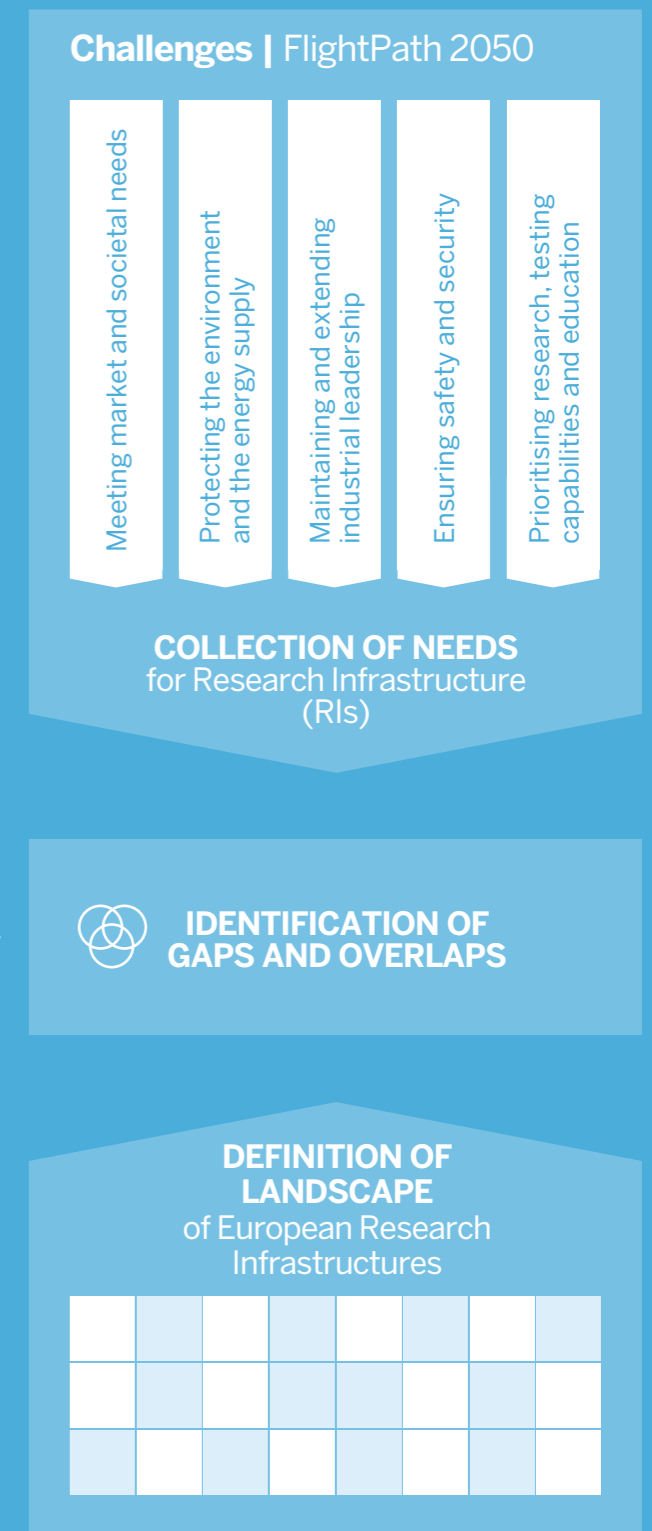 Challenges | FlightPath 2050
Meeting market and societal needs
Protecting the environment
and the energy supply
Maintaining and extending
industrial leadership
Ensuring safety and security
Prioritising research, testing
capabilities and education
COLLECTION OF NEEDS
for Research Infrastructure
(RIs)
IDENTIFICATION OF
GAPS AND OVERLAPS
DEFINITION OF
LANDSCAPE
of European Research
Infrastructures